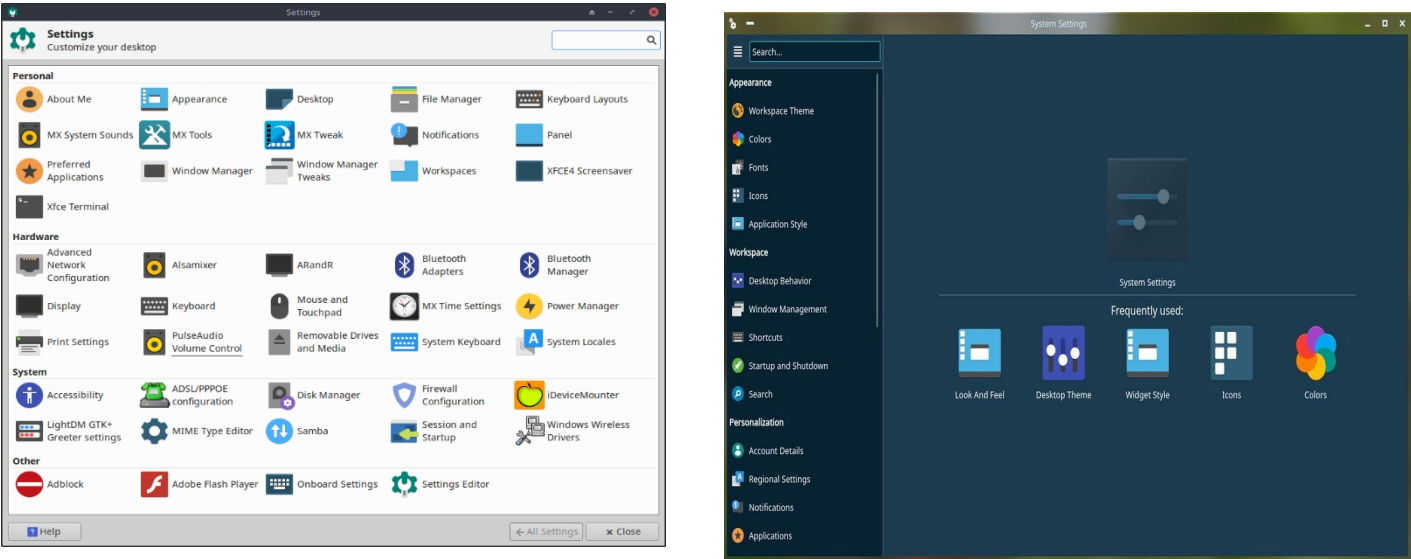 Settings
Settings
Customize your desktop
Personal
About Me
Appearance
Desktop
File Manager
Keyboard Layouts
MX System Sounds
MX Tools
MX Tweak
Notifications
Panel
Preferred
Applications
Window Manager
Window Manager
Tweaks
Workspaces
XFCE4 Screensaver
Xfce Terminal
Hardware
Advanced
Network
Configuration
Alsamixer
ARandR
Bluetooth
Adapters
Bluetooth
Manager
Display
Keyboard
Mouse and
Touchpad
MX Time Settings
Power Manager
Print Settings
PulseAudio
Volume Control
Removable Drives
and Media
System Keyboard
System Locales
System
Accessibility
ADSL/PPPOE
configuration
Disk Manager
Firewall
Configuration
iDeviceMounter
LightDM GTK+
Greeter settings
MIME Type Editor
Samba
Session and
Startup
Windows Wireless
Drivers
Other
Adblock
Adobe Flash Player
Onboard Settings
Settings Editor
Help
All Settings
Close
System Settings
Search...
Appearance
Workspace Theme
Colors
Fonts
Icons
Application Style
Workspace
Desktop Behavior
Window Management
Shortcuts
Startup and Shutdown
Search
Personalization
Account Details
Regional Settings
Notifications
Applications
System Settings
Frequently used:
Look And Feel
Desktop Theme
Widget Style
Icons
Colors